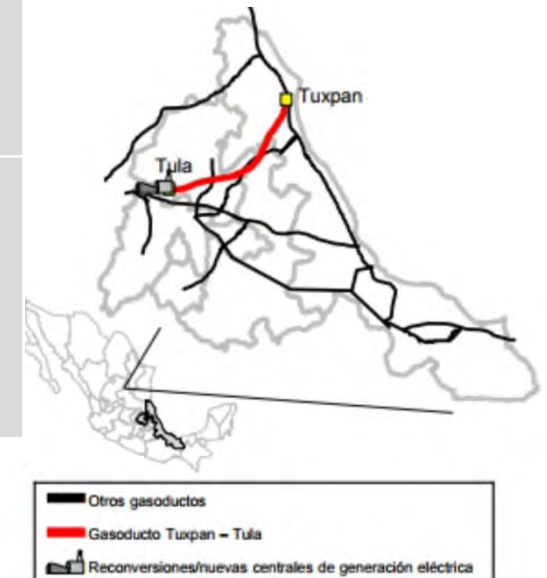 Tuxpan
Tula
Otros gasoductos
Gasoducto Tuxpan – Tula
Reconversiones/nuevas centrales de generación eléctrica